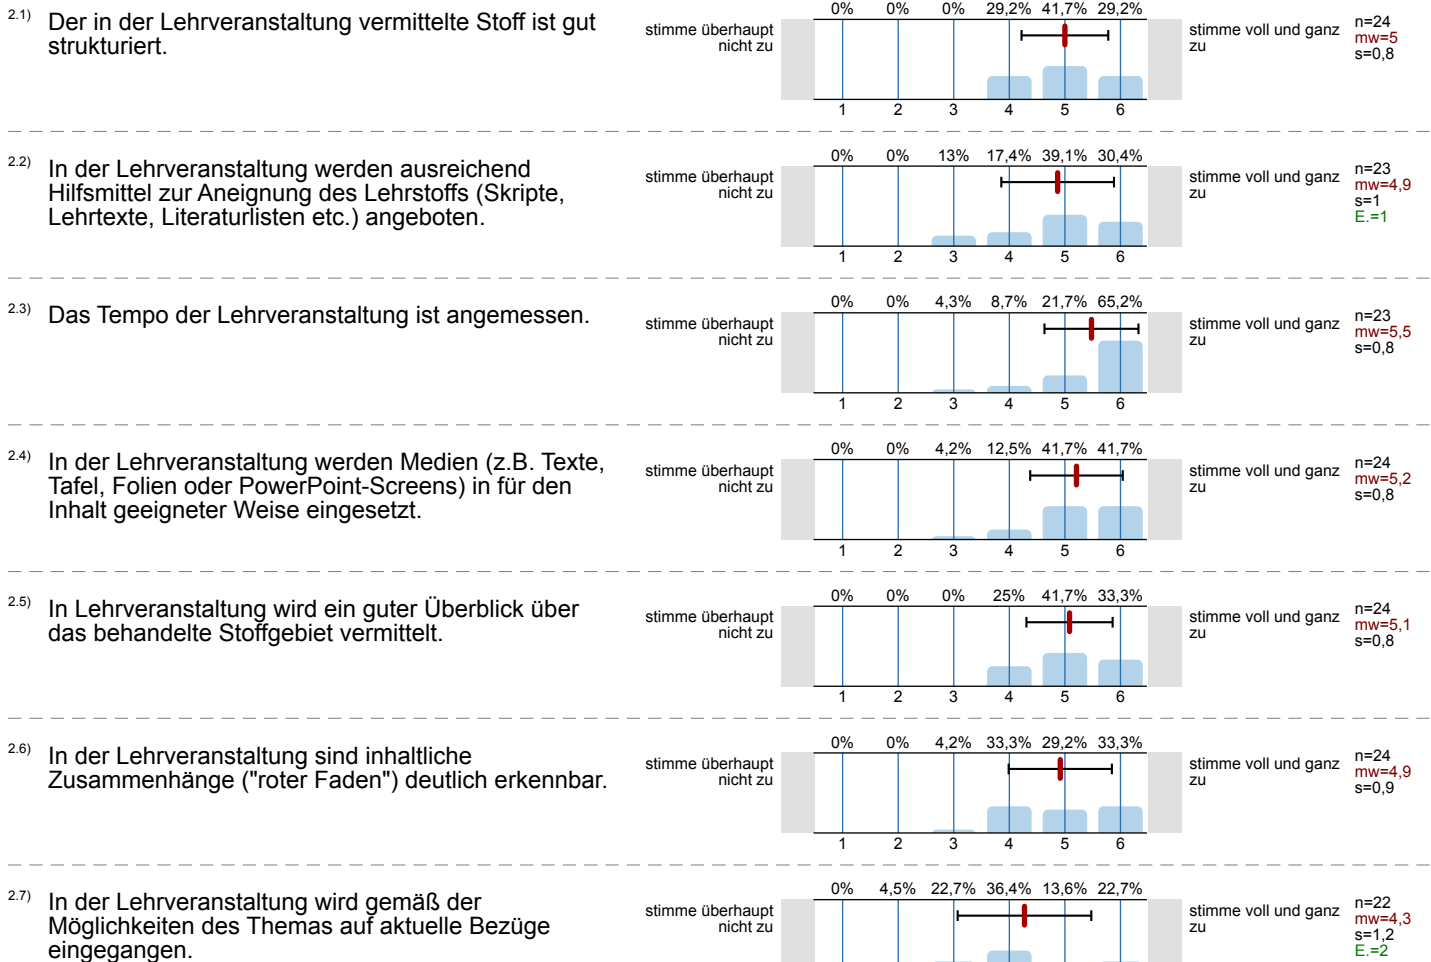 2.1) Der in der Lehrveranstaltung vermittelte Stoff ist gut
strukturiert.
stimme überhaupt
nicht zu
0% 0% 0% 29,2% 41,7% 29,2%
1 2 3 4 5 6
stimme voll und ganz
zu
n=24
mw=5
s=0,8
2.2) In der Lehrveranstaltung werden ausreichend
Hilfsmittel zur Aneignung des Lehrstoffs (Skripte,
Lehrtexte, Literaturlisten etc.) angeboten.
stimme überhaupt
nicht zu
0% 0% 13% 17,4% 39,1% 30,4%
1 2 3 4 5 6
stimme voll und ganz
zu
n=23
mw=4,9
s=1
E.=1
2.3) Das Tempo der Lehrveranstaltung ist angemessen.
stimme überhaupt
nicht zu
0% 0% 4,3% 8,7% 21,7% 65,2%
1 2 3 4 5 6
stimme voll und ganz
zu
n=23
mw=5,5
s=0,8
2.4) In der Lehrveranstaltung werden Medien (z.B. Texte,
Tafel, Folien oder PowerPoint-Screens) in für den
Inhalt geeigneter Weise eingesetzt.
stimme überhaupt
nicht zu
0% 0% 4,2% 12,5% 41,7% 41,7%
1 2 3 4 5 6
stimme voll und ganz
zu
n=24
mw=5,2
s=0,8
2.5) In Lehrveranstaltung wird ein guter Überblick über
das behandelte Stoffgebiet vermittelt.
stimme überhaupt
nicht zu
0% 0% 0% 25% 41,7% 33,3%
1 2 3 4 5 6
stimme voll und ganz
zu
n=24
mw=5,1
s=0,8
2.6) In der Lehrveranstaltung sind inhaltliche
Zusammenhänge ("roter Faden") deutlich erkennbar.
stimme überhaupt
nicht zu
0% 0% 4,2% 33,3% 29,2% 33,3%
1 2 3 4 5 6
stimme voll und ganz
zu
n=24
mw=4,9
s=0,9
2.7) In der Lehrveranstaltung wird gemäß der
Möglichkeiten des Themas auf aktuelle Bezüge
eingegangen.
stimme überhaupt
nicht zu
0% 4,5% 22,7% 36,4% 13,6% 22,7%
stimme voll und ganz
zu
n=22
mw=4,3
s=1,2
E.=2